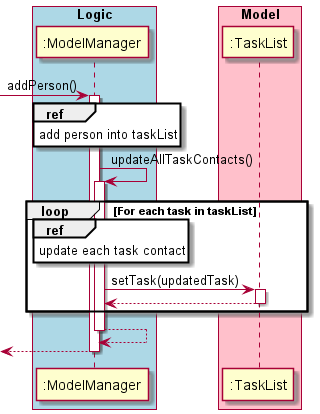 Logic
Model
:ModelManager
:TaskList
addPerson()
ref
add person into taskList
updateAllTaskContacts()
loop
[For each task in taskList]
ref
update each task contact
setTask(updatedTask)
:ModelManager
:TaskList